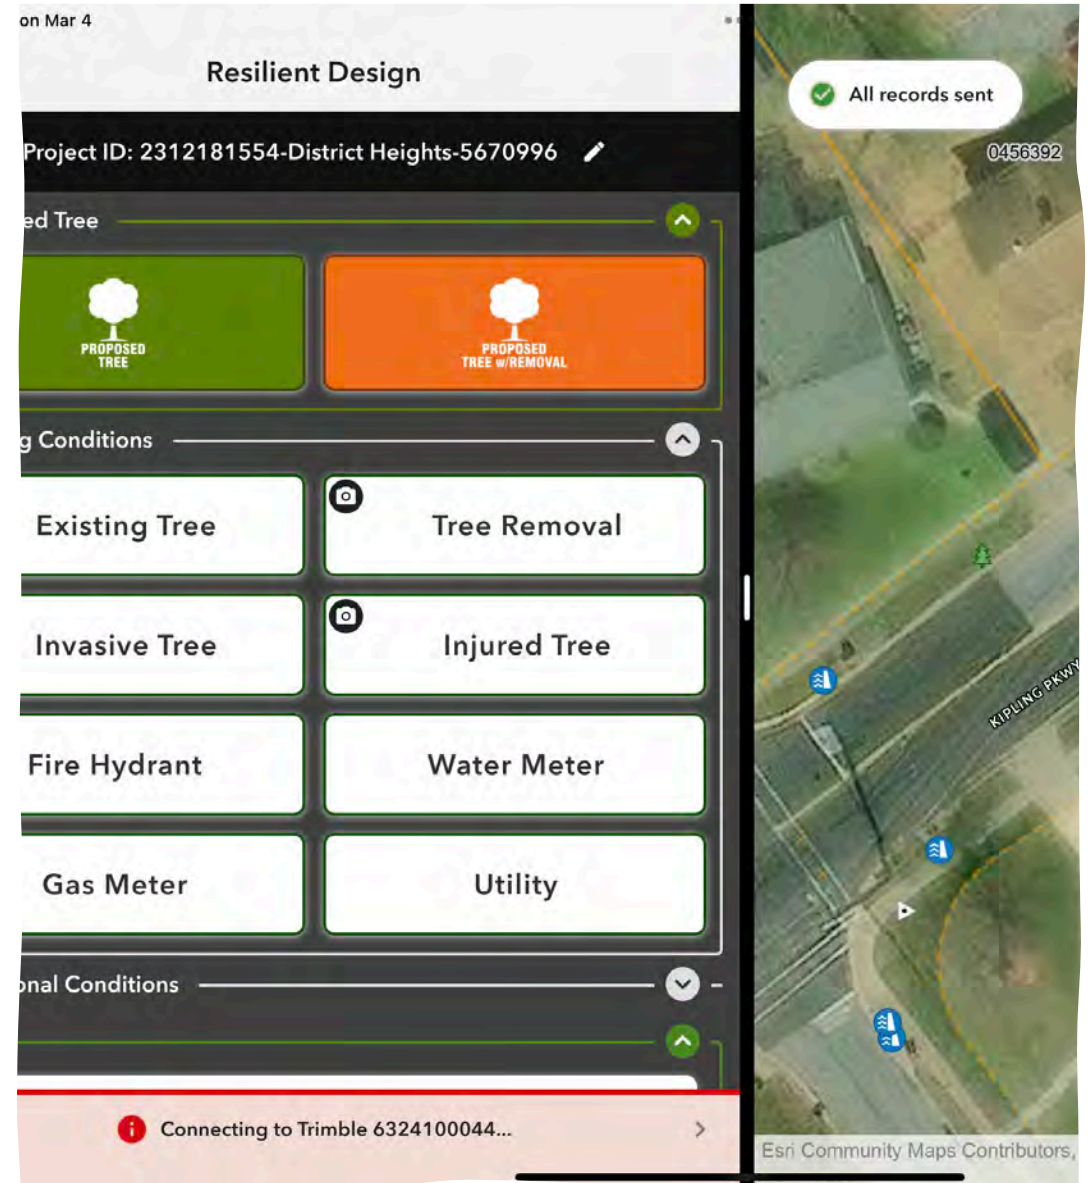 on Mar 4
Resilient Design
Project ID: 2312181554-District Heights-5670996
ed Tree
PROPOSED
TREE
PROPOSED
TREE w/REMOVAL
g Conditions
Existing Tree
Tree Removal
Invasive Tree
Injured Tree
Fire Hydrant
Water Meter
Gas Meter
Utility
onal Conditions
Connecting to Trimble 6324100044...
All records sent
0456392
KIPLING PKWY
Esri Community Maps Contributors,